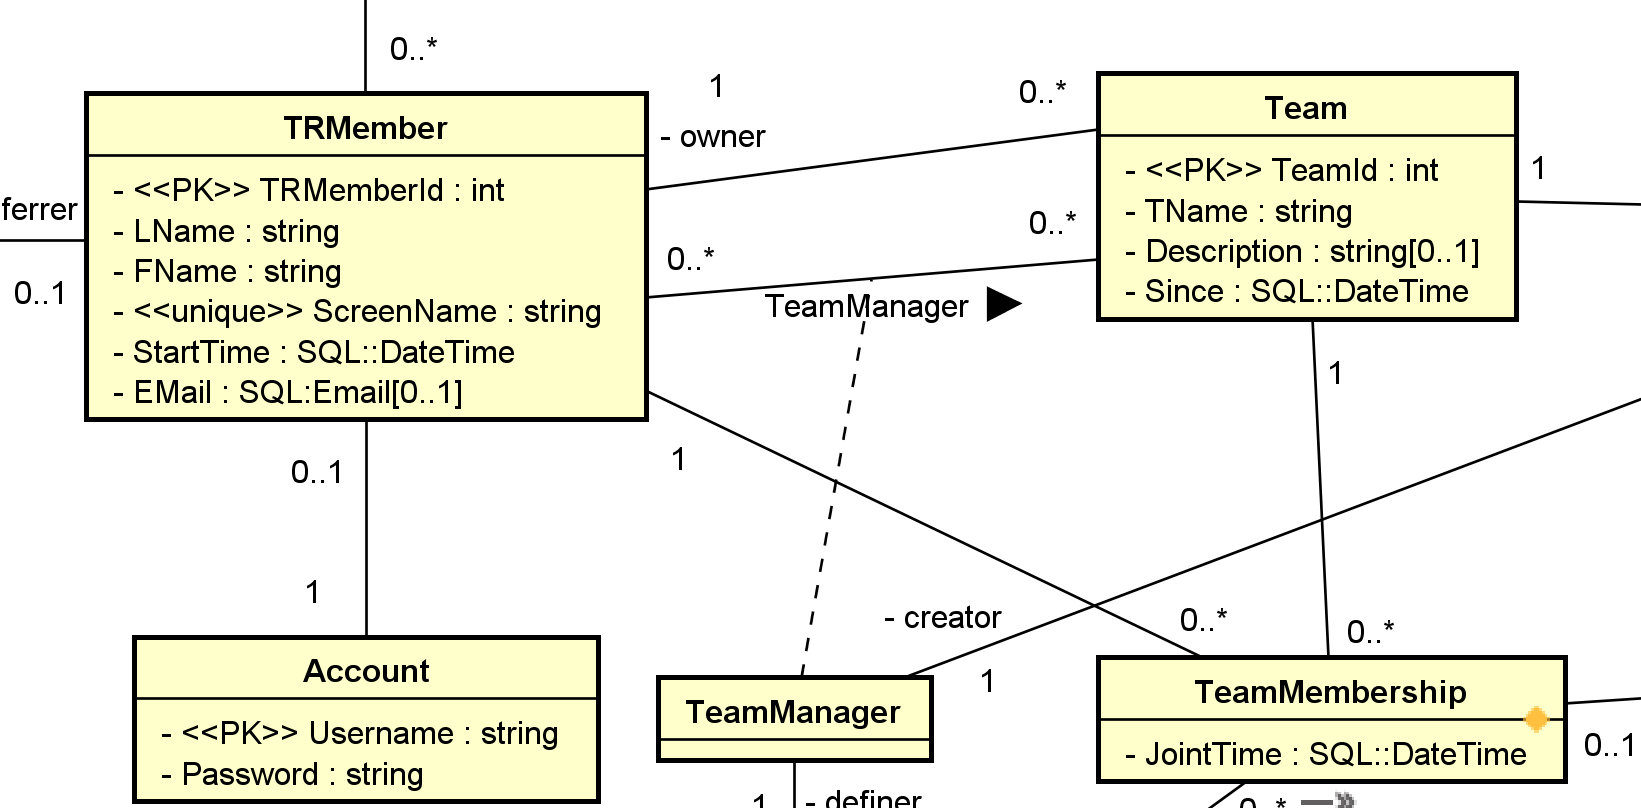 0..*
TRMember
- <<PK>> TRMemberId : int
- LName : string
- FName : string
- <<unique>> ScreenName : string
- StartTime : SQL::DateTime
- EMail : SQL:Email[0..1]
ferrer
0..1
1
- owner
0..*
0..*
0..*
TeamManager
Team
- <<PK>> TeamId : int
- TName : string
- Description : string[0..1]
- Since : SQL::DateTime
1
1
1
0..1
1
Account
- <<PK>> Username : string
- Password : string
- creator
1
TeamManager
1
- definer
0..*
0..*
TeamMembership
- JointTime : SQL::DateTime
0..1
0..*